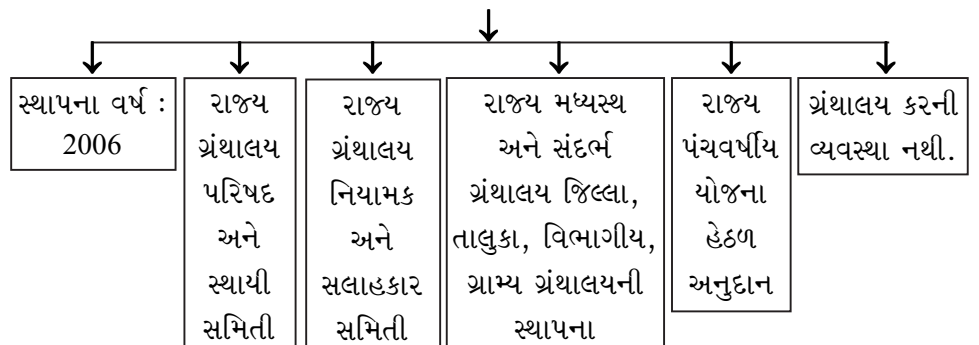 સ્થાપના વર્ષ :
2006
રાજ્ય
ગ્રંથાલય
પરિષદ
અને
સ્થાયી
સમિતી
રાજ્ય
ગ્રંથાલય
નિયામક
અને
સલાહકાર
સમિતી
રાજ્ય મધ્યસ્થ
અને સંદર્ભ
ગ્રંથાલય જિલ્લા,
તાલુકા, વિભાગીય,
ગ્રામ્ય ગ્રંથાલયની
સ્થાપના
રાજ્ય
પંચવર્ષીય
યોજના
હેઠળ
અનુદાન
ગ્રંથાલય કરની
વ્યવસ્થા નથી.